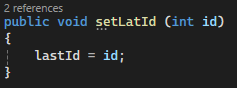 2 references
public void setLatId (int id)
{
    lastId = id;
}